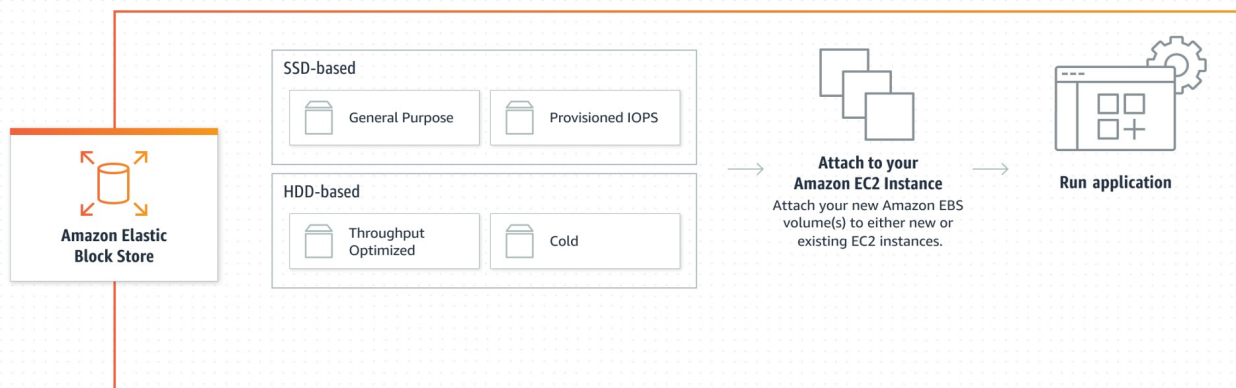 Amazon Elastic
Block Store
SSD-based
General Purpose
Provisioned IOPS
HDD-based
Throughput
Optimized
Cold
Attach to your
Amazon EC2 Instance
Attach your new Amazon EBS
volume(s) to either new or
existing EC2 instances.
Run application